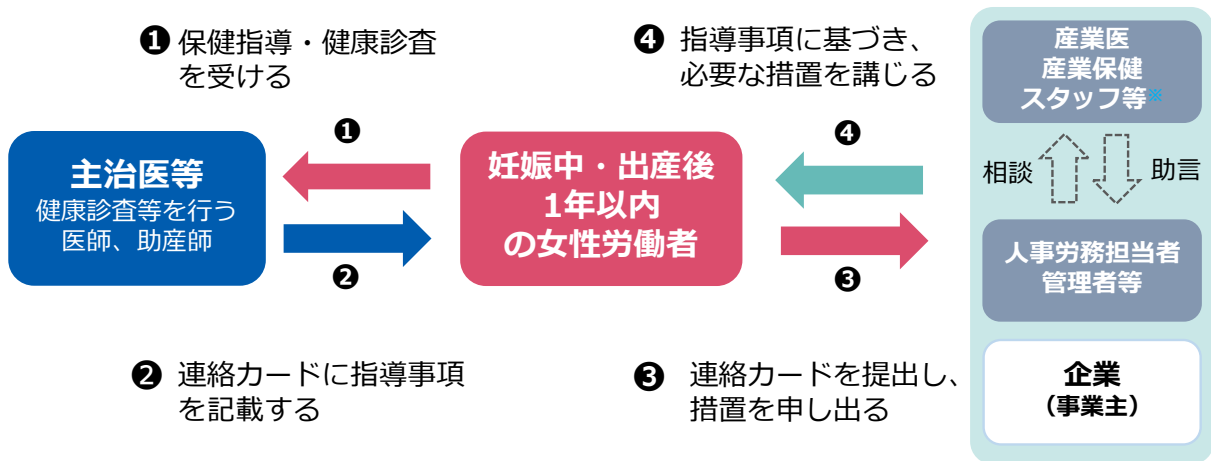 ❶ 保健指導・健康診査
を受ける
❹ 指導事項に基づき、
必要な措置を講じる
産業医
産業保健
スタッフ等※
❶
❹
主治医等
健康診査等を行う
医師、助産師
妊娠中・出産後
1年以内
の女性労働者
相談
助言
❷
❸
人事労務担当者
管理者等
❷ 連絡カードに指導事項
を記載する
❸ 連絡カードを提出し、
措置を申し出る
企業
（事業主）